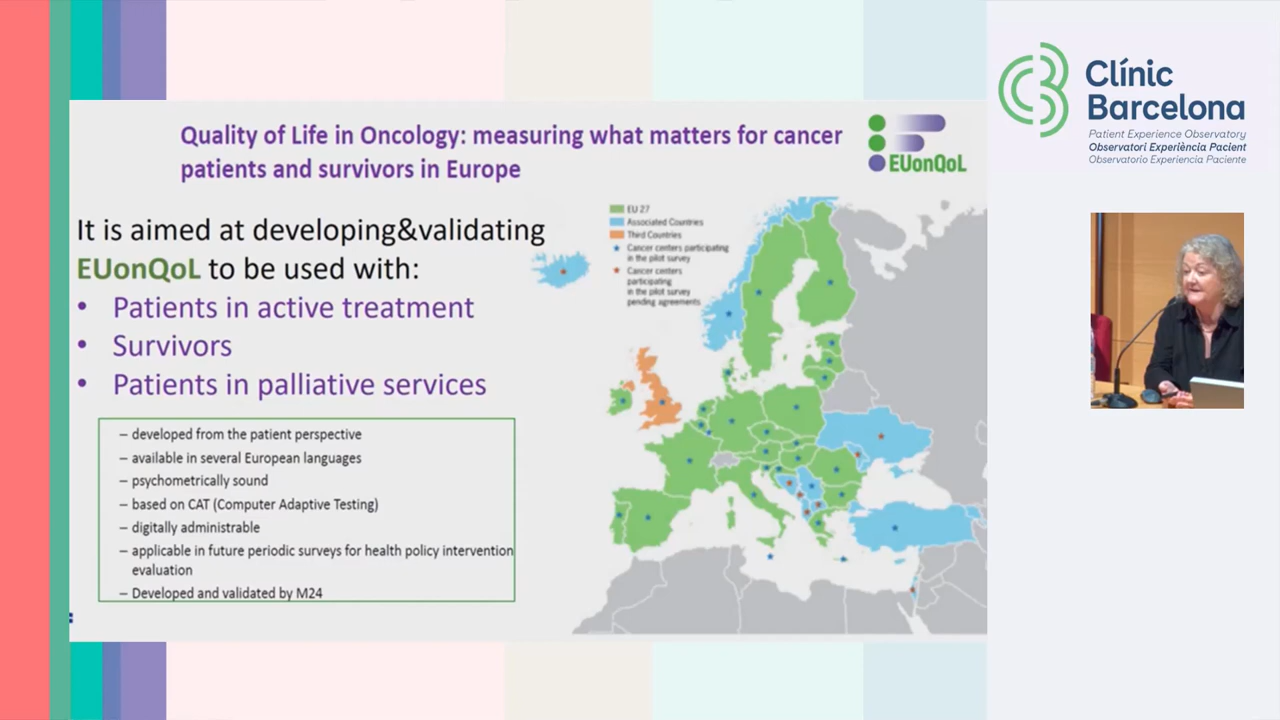 Quality of Life in Oncology: measuring what matters for cancer
patients and survivors in Europe
EUonQoL
It is aimed at developing&validating
EUonQoL to be used with:
• Patients in active treatment
• Survivors
• Patients in palliative services
– developed from the patient perspective
– available in several European languages
– psychometrically sound
– based on CAT (Computer Adaptive Testing)
– digitally administrable
– applicable in future periodic surveys for health policy intervention
evaluation
– Developed and validated by M24
EU 27
Associated Countries
Third Countries
Cancer centers participating
in the pilot survey
Cancer centers
participating
in the pilot survey
pending agreements
Clínic
Barcelona
Patient Experience Observatory
Observatori Experiència Pacient
Observatorio Experiencia Paciente